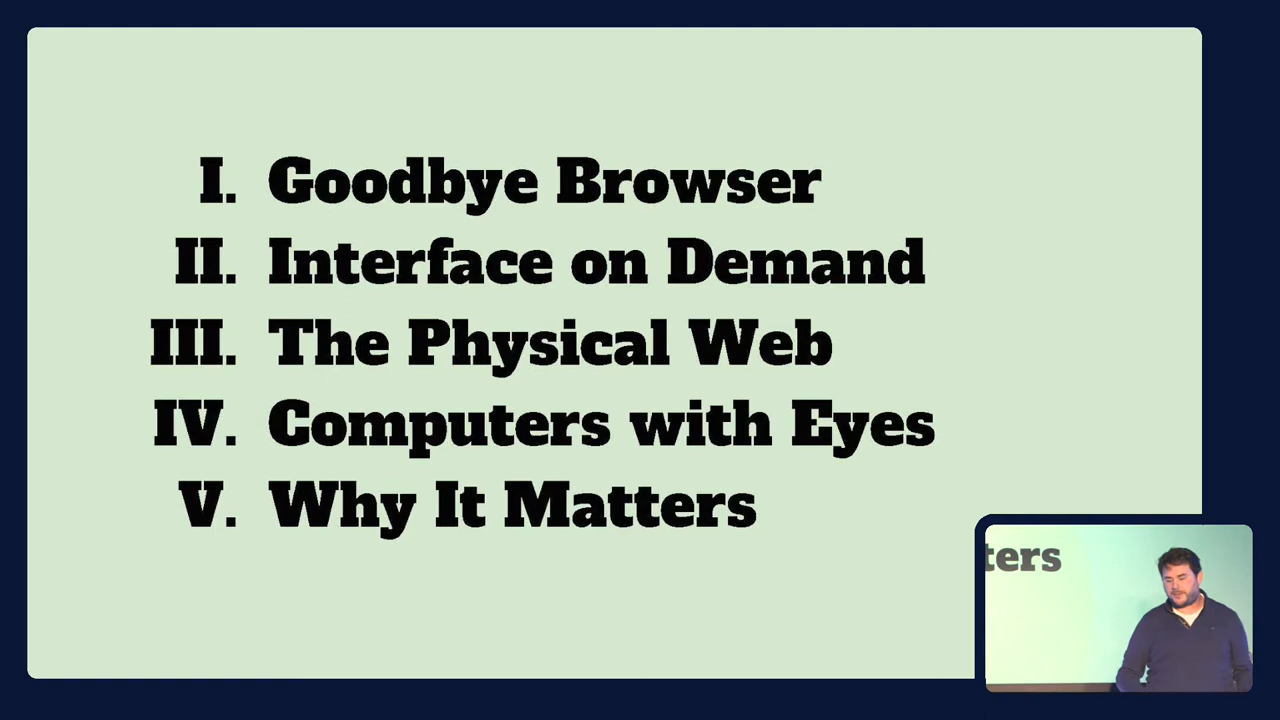 I. Goodbye Browser
II. Interface on Demand
III. The Physical Web
IV. Computers with Eyes
V. Why It Matters
ters